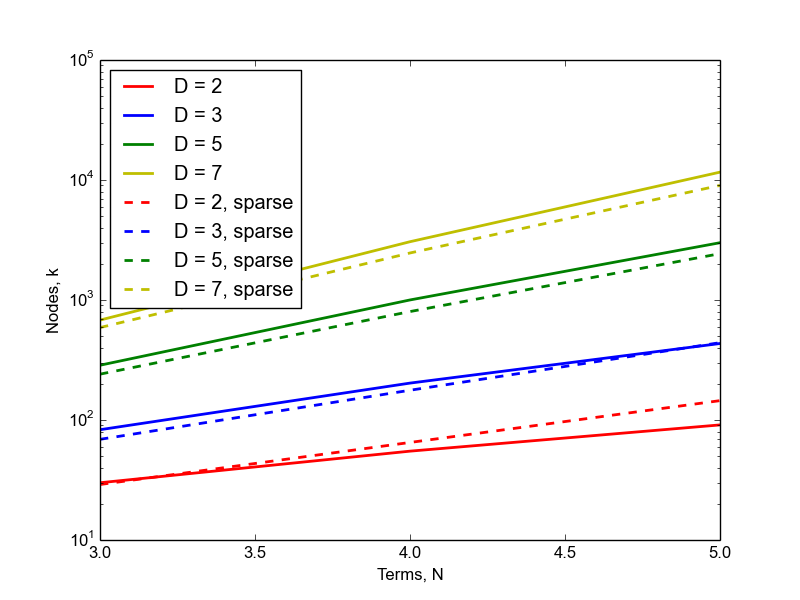 10^5
D = 2
D = 3
D = 5
D = 7
D = 2, sparse
D = 3, sparse
D = 5, sparse
D = 7, sparse
10^4
10^3
10^2
10^1
Nodes, k
3.0 3.5 4.0 4.5 5.0
Terms, N